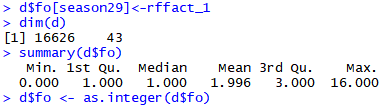 > d$fo[season29]<-rffact_1
> dim(d)
[1] 16626    43
> summary(d$fo)
   Min. 1st Qu.  Median    Mean 3rd Qu.    Max.
  0.000   1.000   1.000   1.996   3.000  16.000
> d$fo <- as.integer(d$fo)